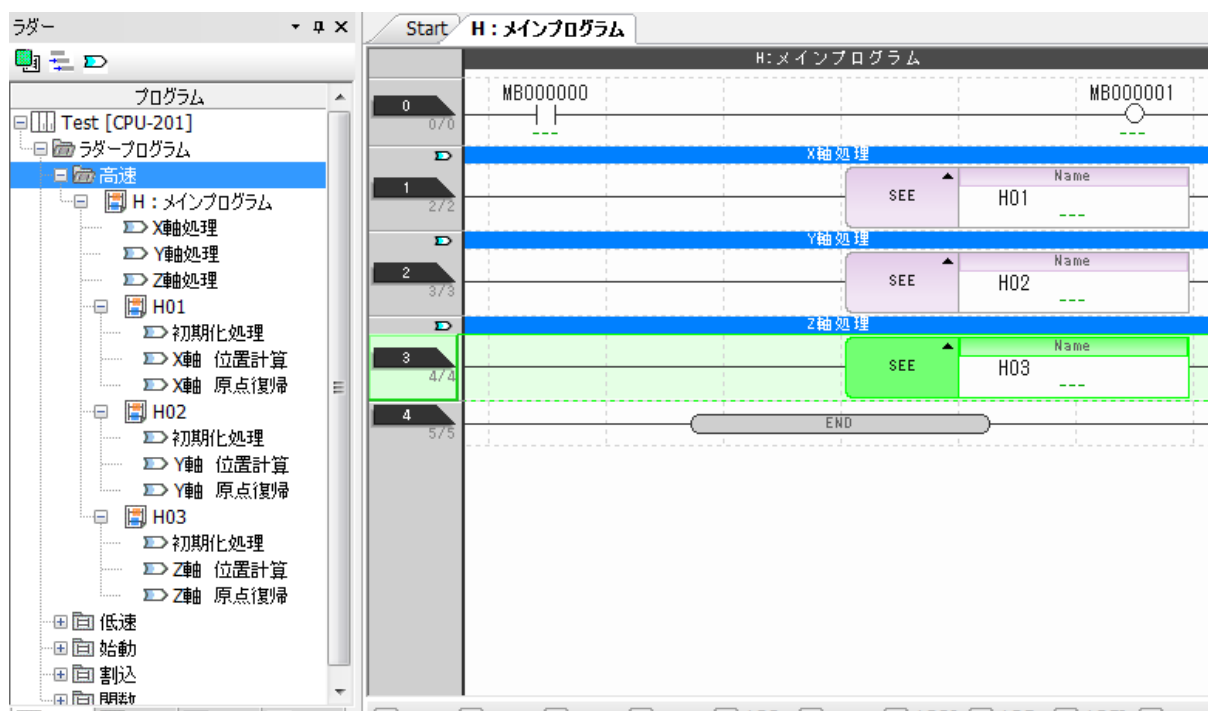 ラダー
プログラム
Test [CPU-201]
ラダープログラム
高速
H : メインプログラム
X軸処理
Y軸処理
Z軸処理
H01
初期化処理
X軸 位置計算
X軸 原点復帰
H02
初期化処理
Y軸 位置計算
Y軸 原点復帰
H03
初期化処理
Z軸 位置計算
Z軸 原点復帰
低速
始動
割込
関数
Start H : メインプログラム
H:メインプログラム
0 MB000000 MB000001
0/0 --- ---
X軸処理
1 SEE Name
H01
2/2 ---
Y軸処理
2 SEE Name
H02
3/3 ---
Z軸処理
3 SEE Name
H03
4/4 ---
4 END
5/5